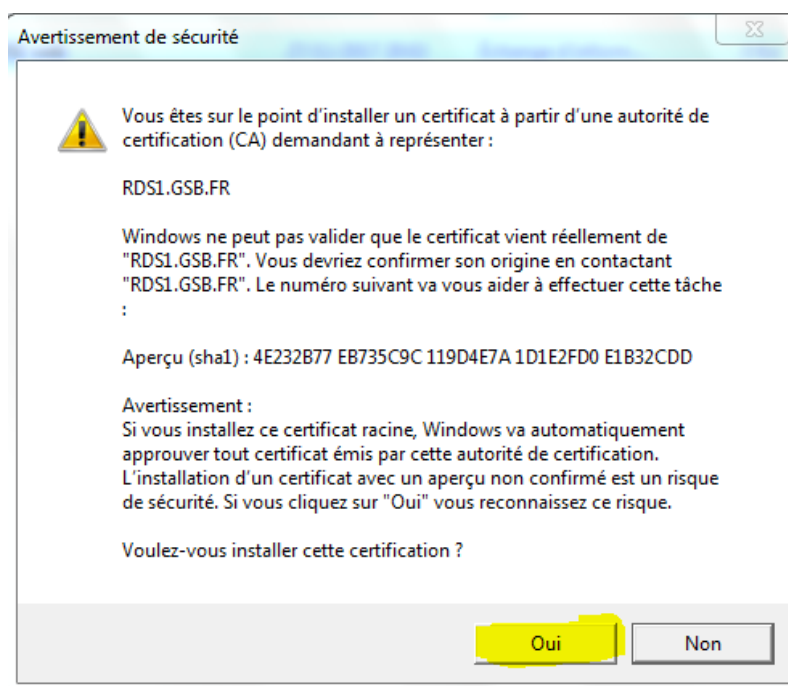 Avertissement de sécurité
Vous êtes sur le point d'installer un certificat à partir d'une autorité de
certification (CA) demandant à représenter :
RDS1.GSB.FR
Windows ne peut pas valider que le certificat vient réellement de
"RDS1.GSB.FR". Vous devriez confirmer son origine en contactant
"RDS1.GSB.FR". Le numéro suivant va vous aider à effectuer cette tâche
:
Aperçu (sha1) : 4E232B77 EB735C9C 119D4E7A 1D1E2FD0 E1B32CDD
Avertissement :
Si vous installez ce certificat racine, Windows va automatiquement
approuver tout certificat émis par cette autorité de certification.
L'installation d'un certificat avec un aperçu non confirmé est un risque
de sécurité. Si vous cliquez sur "Oui" vous reconnaissez ce risque.
Voulez-vous installer cette certification ?
Oui
Non